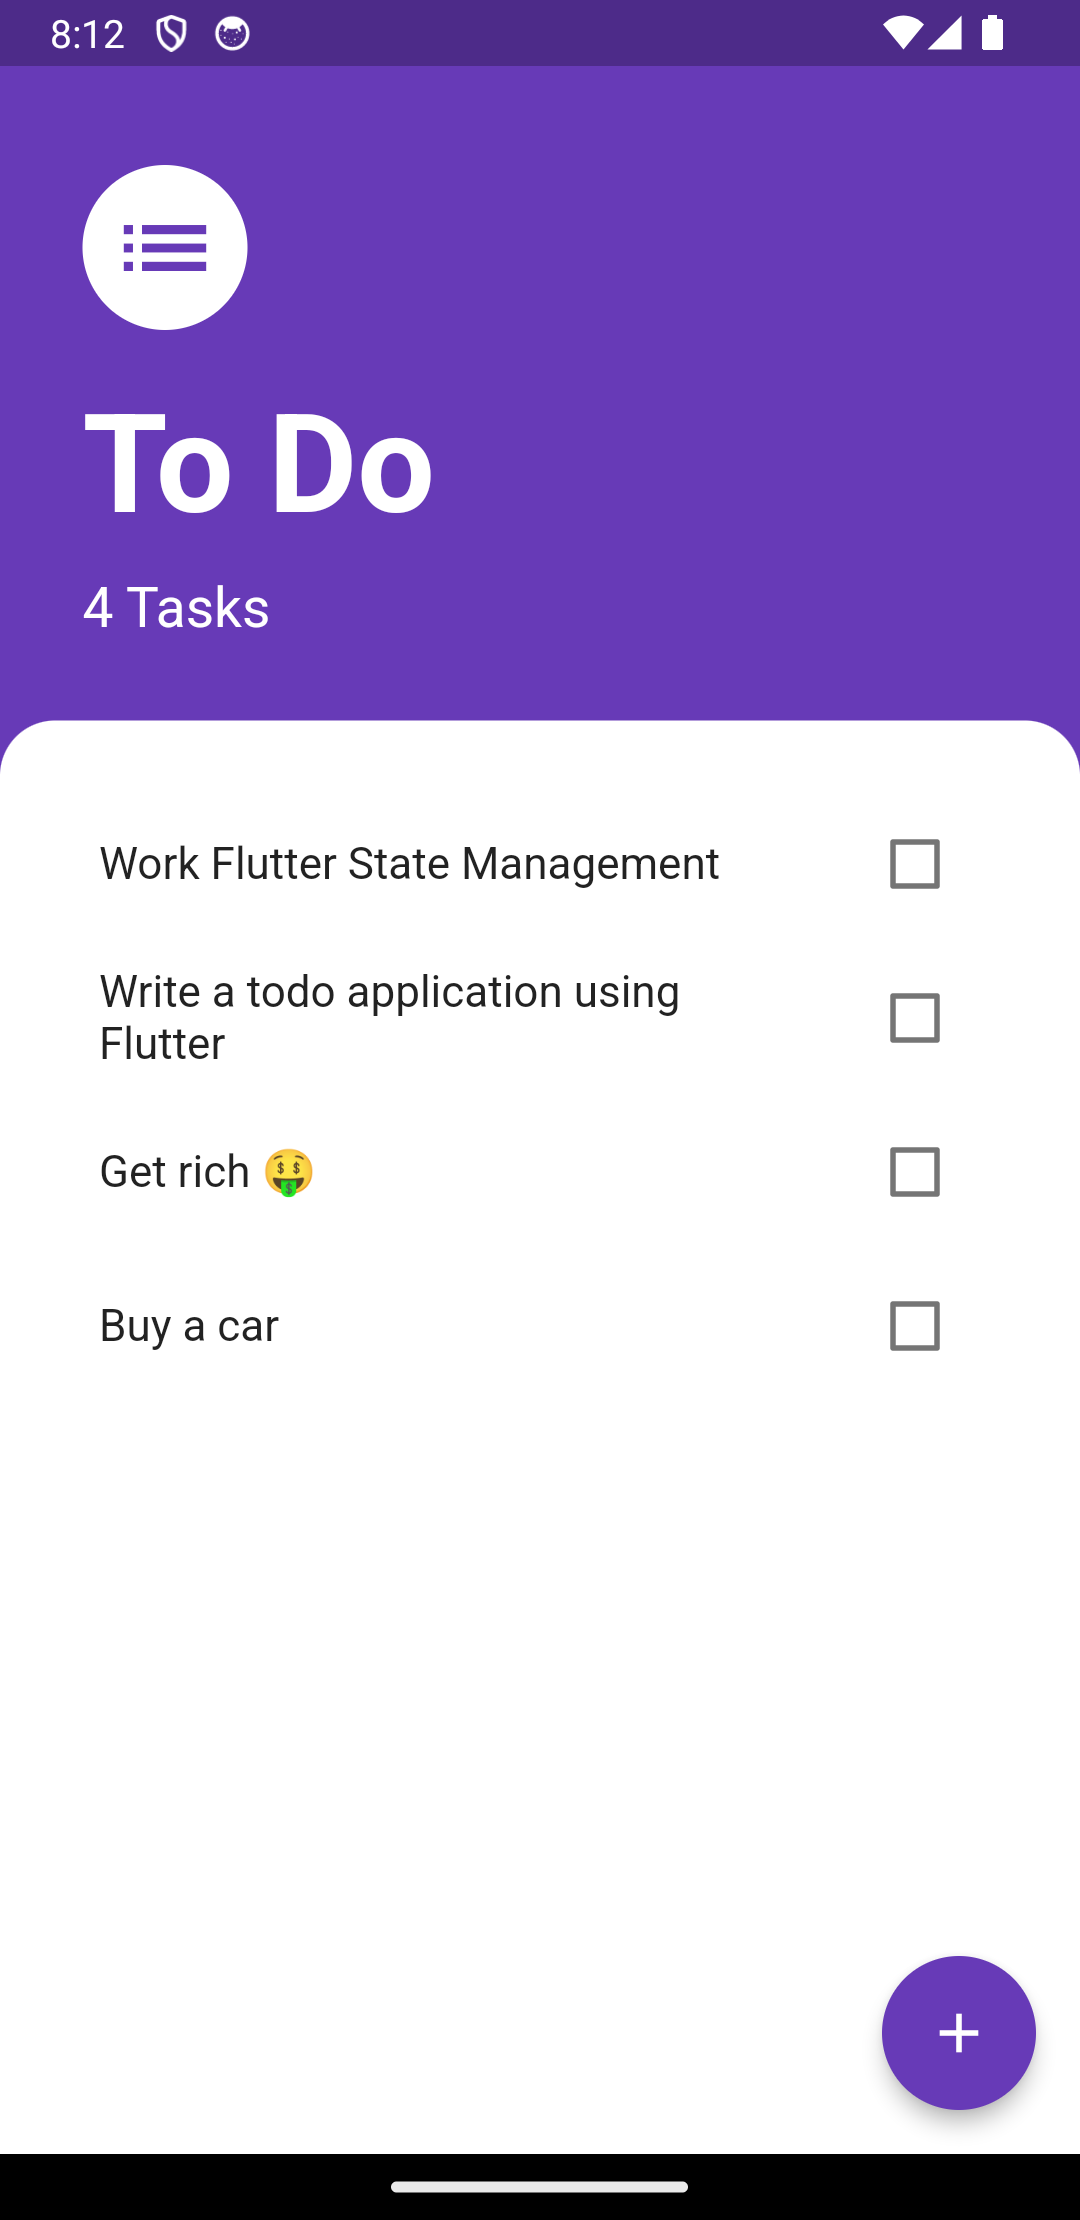 8:12
To Do
4 Tasks
Work Flutter State Management
Write a todo application using
Flutter
Get rich 🤑
Buy a car